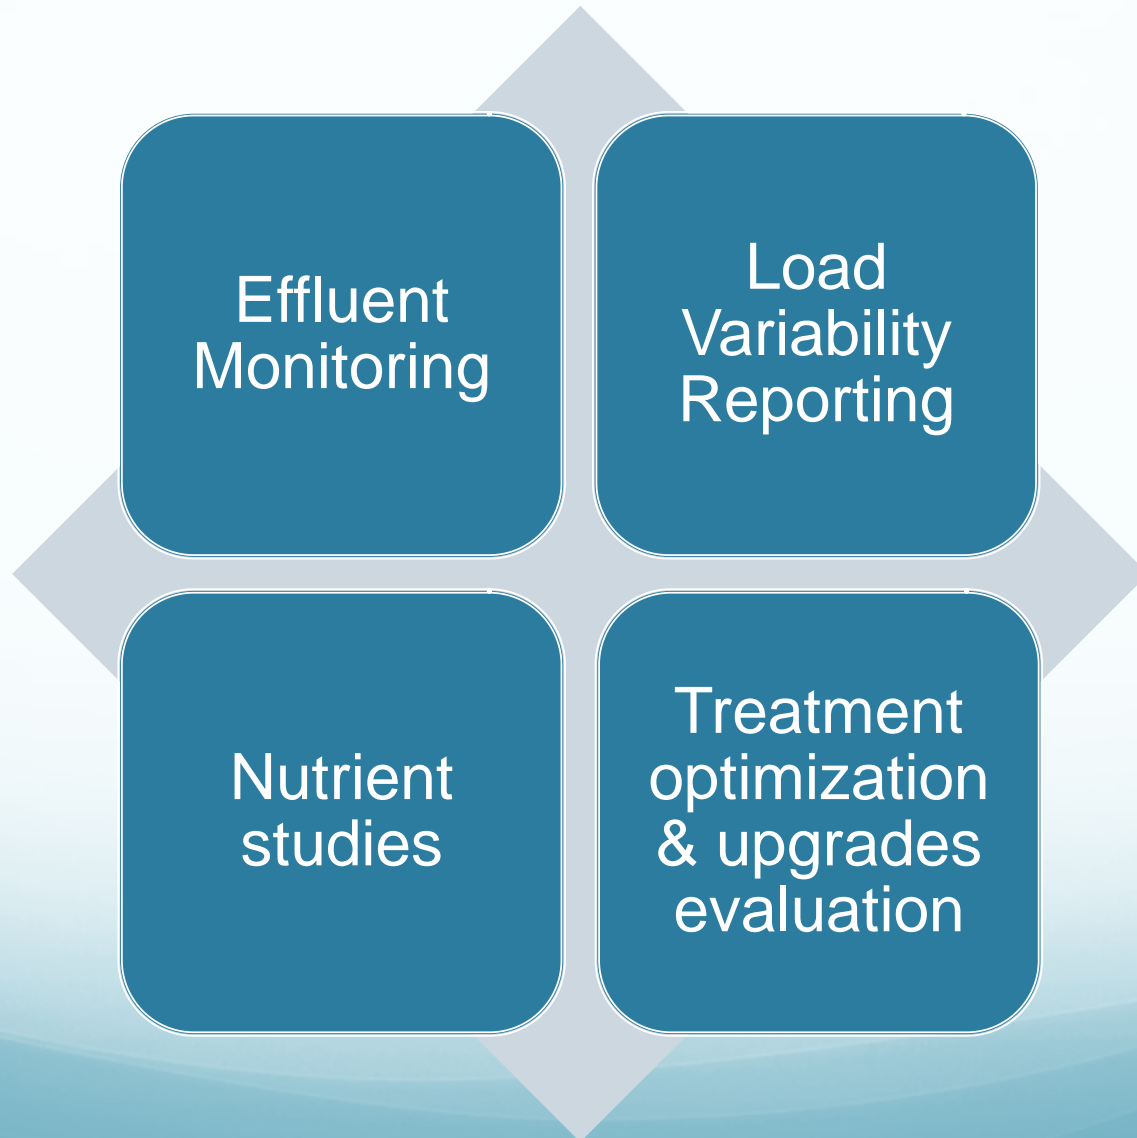 Effluent
Monitoring
Load
Variability
Reporting
Nutrient
studies
Treatment
optimization
& upgrades
evaluation